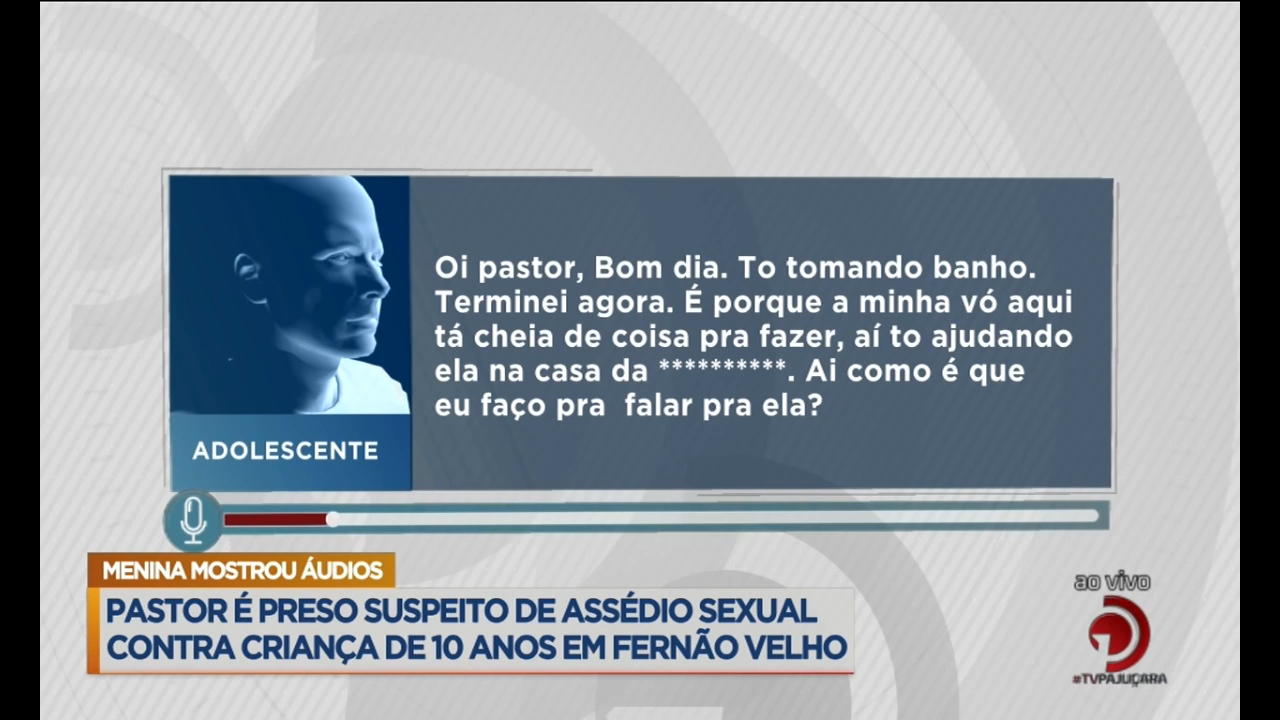 Oi pastor, Bom dia. To tomando banho.
Terminei agora. É porque a minha vó aqui
tá cheia de coisa pra fazer, aí to ajudando
ela na casa da **********. Ai como é que
eu faço pra  falar pra ela?
ADOLESCENTE
MENINA MOSTROU ÁUDIOS
PASTOR É PRESO SUSPEITO DE ASSÉDIO SEXUAL
CONTRA CRIANÇA DE 10 ANOS EM FERNÃO VELHO
ao vivo
#TVPAJUÇARA